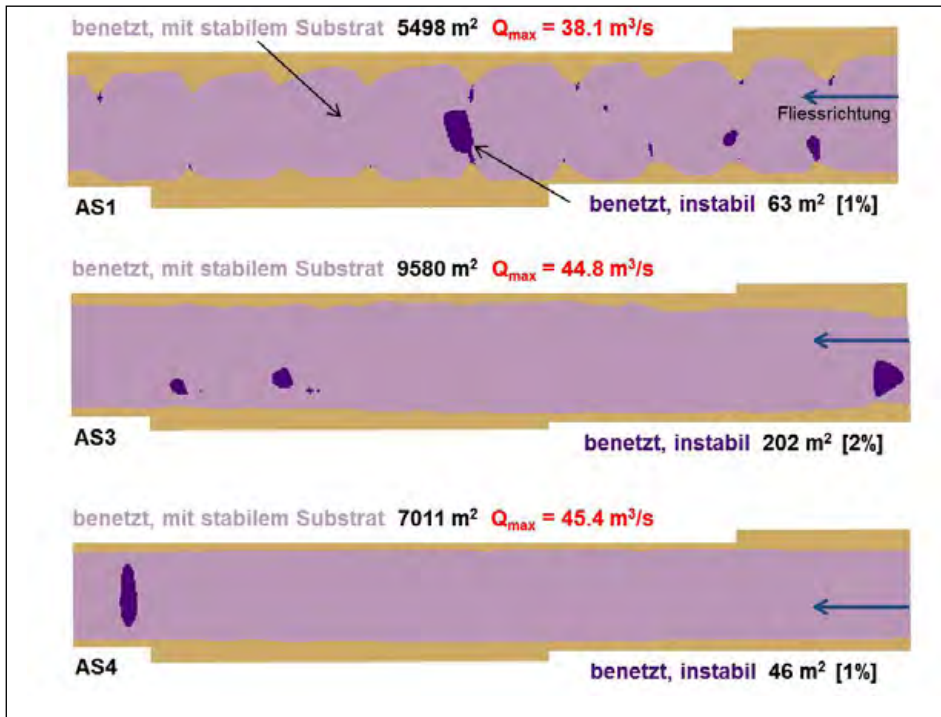 benetzt, mit stabilem Substrat 5498 m² Qmax = 38.1 m³/s
Fliessrichtung
benetzt, instabil 63 m² [1%]
AS1
benetzt, mit stabilem Substrat 9580 m² Qmax = 44.8 m³/s
AS3
benetzt, instabil 202 m² [2%]
benetzt, mit stabilem Substrat 7011 m² Qmax = 45.4 m³/s
AS4
benetzt, instabil 46 m² [1%]